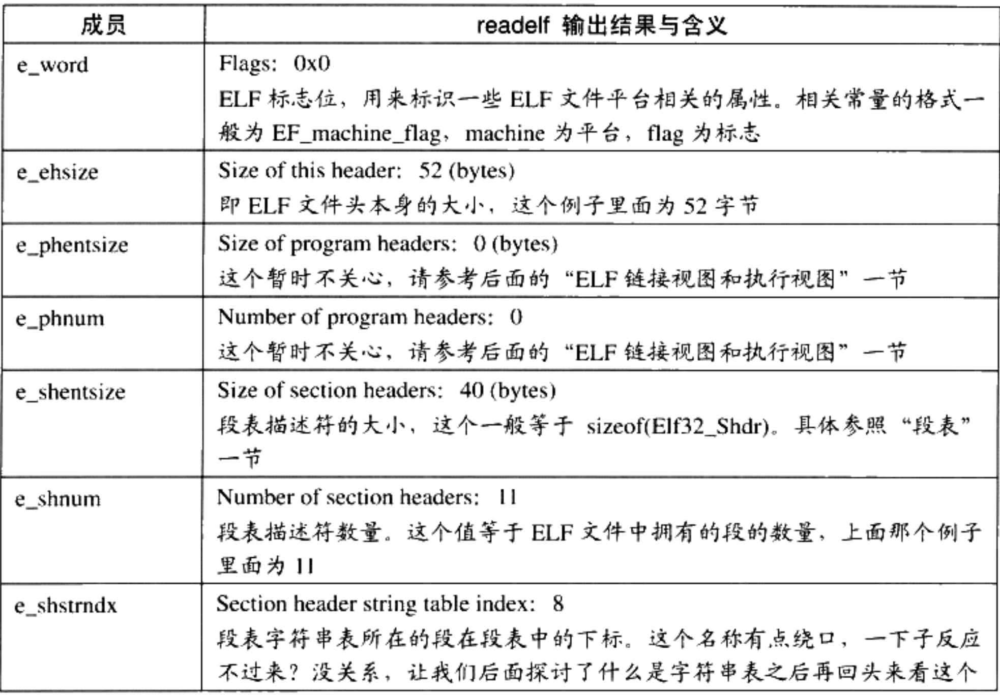 成员 readelf 输出结果与含义
e_word Flags: 0x0
ELF 标志位，用来标识一些 ELF 文件平台相关的属性。相关常量的格式一
般为 EF_machine_flag，machine 为平台，flag 为标志
e_ehsize Size of this header: 52 (bytes)
即 ELF 文件头本身的大小，这个例子里面为 52 字节
e_phentsize Size of program headers: 0 (bytes)
这个暂时不关心，请参考后面的“ELF 链接视图和执行视图”一节
e_phnum Number of program headers: 0
这个暂时不关心，请参考后面的“ELF 链接视图和执行视图”一节
e_shentsize Size of section headers: 40 (bytes)
段表描述符的大小，这个一般等于 sizeof(Elf32_Shdr)。具体参照“段表”
一节
e_shnum Number of section headers: 11
段表描述符数量。这个值等于 ELF 文件中拥有的段的数量，上面那个例子
里面为 11
e_shstrndx Section header string table index: 8
段表字符串表所在的段在段表中的下标。这个名称有点绕口，一下子反应
不过来？没关系，让我们后面探讨了什么是字符串表之后再回头来看这个